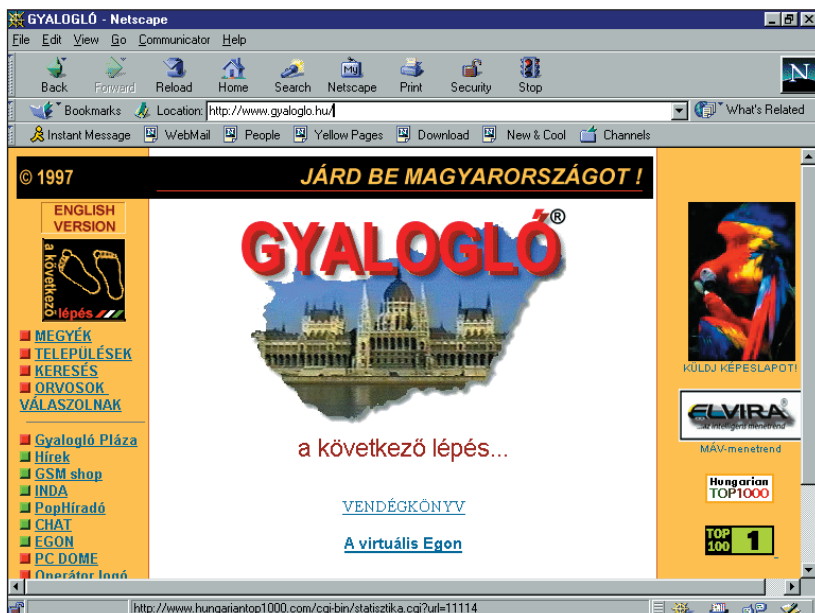 GYALOGLÓ - Netscape
File Edit View Go Communicator Help
Back Forward Reload Home Search Netscape Print Security Stop
My
N
Bookmarks Location: http://www.gyaloglo.hu/ What's Related
Instant Message WebMail People Yellow Pages Download New & Cool Channels
© 1997 JÁRD BE MAGYARORSZÁGOT !
ENGLISH
VERSION
a következő
lépés
MEGYÉK
TELEPÜLÉSEK
KERESÉS
ORVOSOK
VÁLASZOLNAK
Gyalogló Pláza
Hírek
GSM shop
INDA
PopHíradó
CHAT
EGON
PC DOME
Operátor logó
GYALOGLÓ®
a következő lépés...
VENDÉGKÖNYV
A virtuális Egon
KÜLDJ KÉPESLAPOT!
ELVIRA
...az intelligens menetrend
MÁV-menetrend
Hungarian
TOP1000
TOP
100 1
http://www.hungariantop1000.com/cgi-bin/statisztika.cgi?url=11114